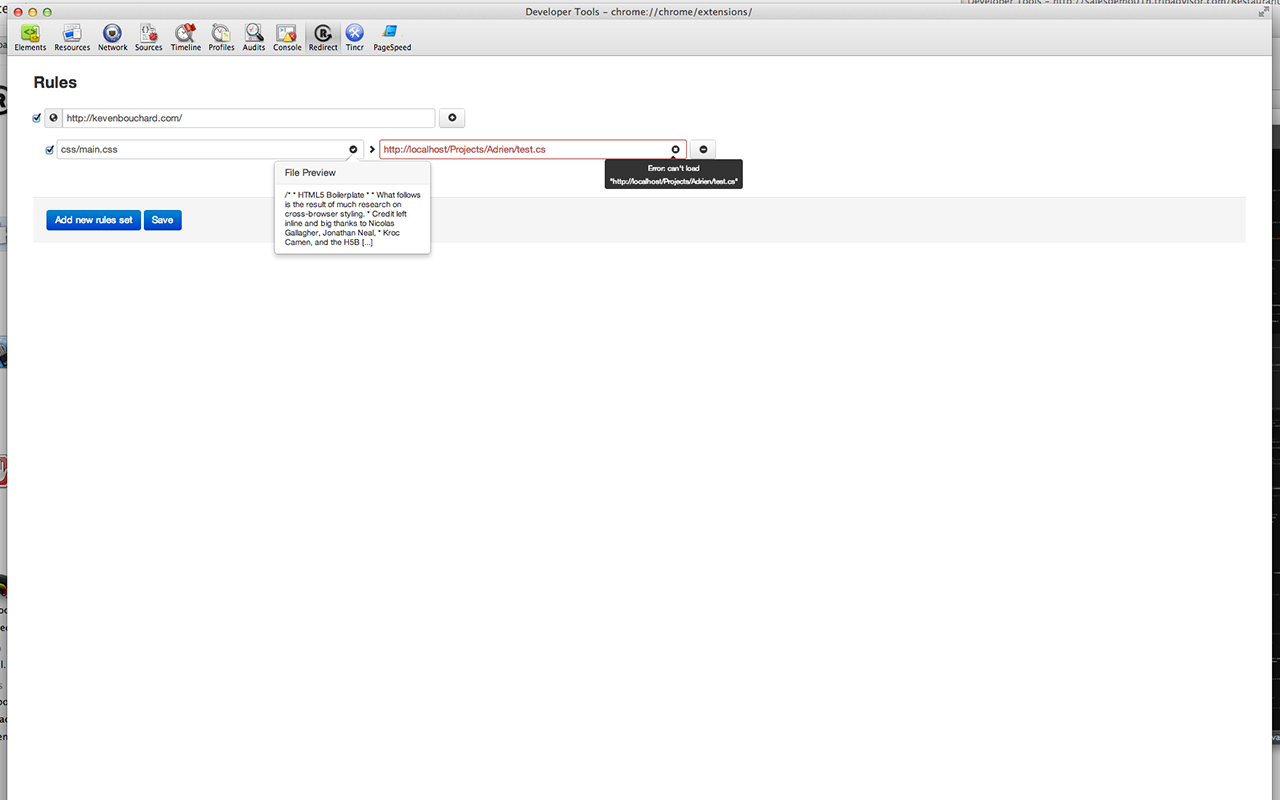 Developer Tools - chrome://chrome/extensions/
Elements Resources Network Sources Timeline Profiles Audits Console Redirect Tincr PageSpeed
Rules
http://kevenbouchard.com/
css/main.css http://localhost/Projects/Adrien/test.cs
Error: can't load
"http://localhost/Projects/Adrien/test.cs"
File Preview
/* * HTML5 Boilerplate * * What follows
is the result of much research on
cross-browser styling. * Credit left
inline and big thanks to Nicolas
Gallagher, Jonathan Neal, * Kroc
Camen, and the H5B [...]
Add new rules set Save